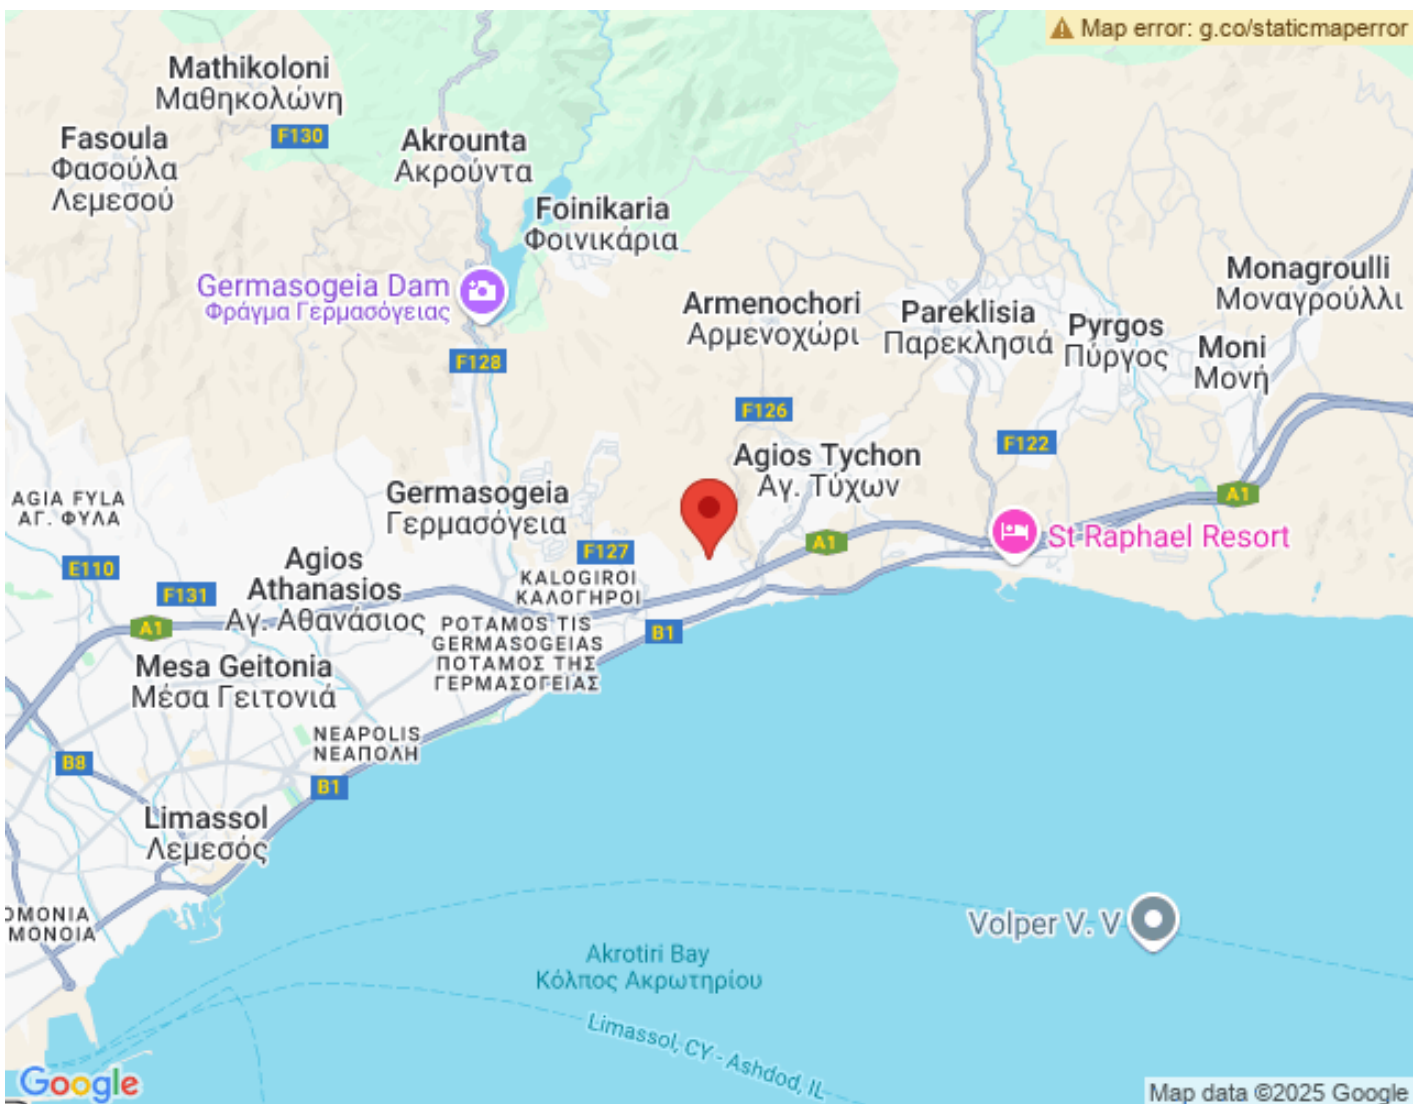 Map error: g.co/staticmaperror
Mathikoloni
Μαθηκολώνη
F130
Fasoula
Φασούλα
Λεμεσού
Akrounta
Ακρούντα
Foinikaria
Φοινικάρια
Germasogeia Dam
Φράγμα Γερμασόγειας
Armenochori
Αρμενοχώρι
Pareklisia
Παρεκλησιά
Pyrgos
Πύργος
Monagroulli
Μοναγρούλλι
Moni
Μονή
F128
F126
F122
Agios Tychon
Αγ. Τύχων
A1
AGIA FYLA
ΑΓ. ΦΥΛΑ
Germasogeia
Γερμασόγεια
F127
A1
St Raphael Resort
E110
F131
Agios
Athanasios
Αγ. Αθανάσιος
KALOGIROI
ΚΑΛΟΓΗΡΟΙ
A1
POTAMOS TIS
GERMASOGEIAS
ΠΟΤΑΜΟΣ ΤΗΣ
ΓΕΡΜΑΣΟΓΕΙΑΣ
B1
Mesa Geitonia
Μέσα Γειτονιά
NEAPOLIS
ΝΕΑΠΟΛΗ
B8
B1
Limassol
Λεμεσός
OMONIA
ΜΟΝΟΙΑ
Volper V. V
Akrotiri Bay
Κόλπος Ακρωτηρίου
Limassol, CY - Ashdod, IL
Google
Map data ©2025 Google